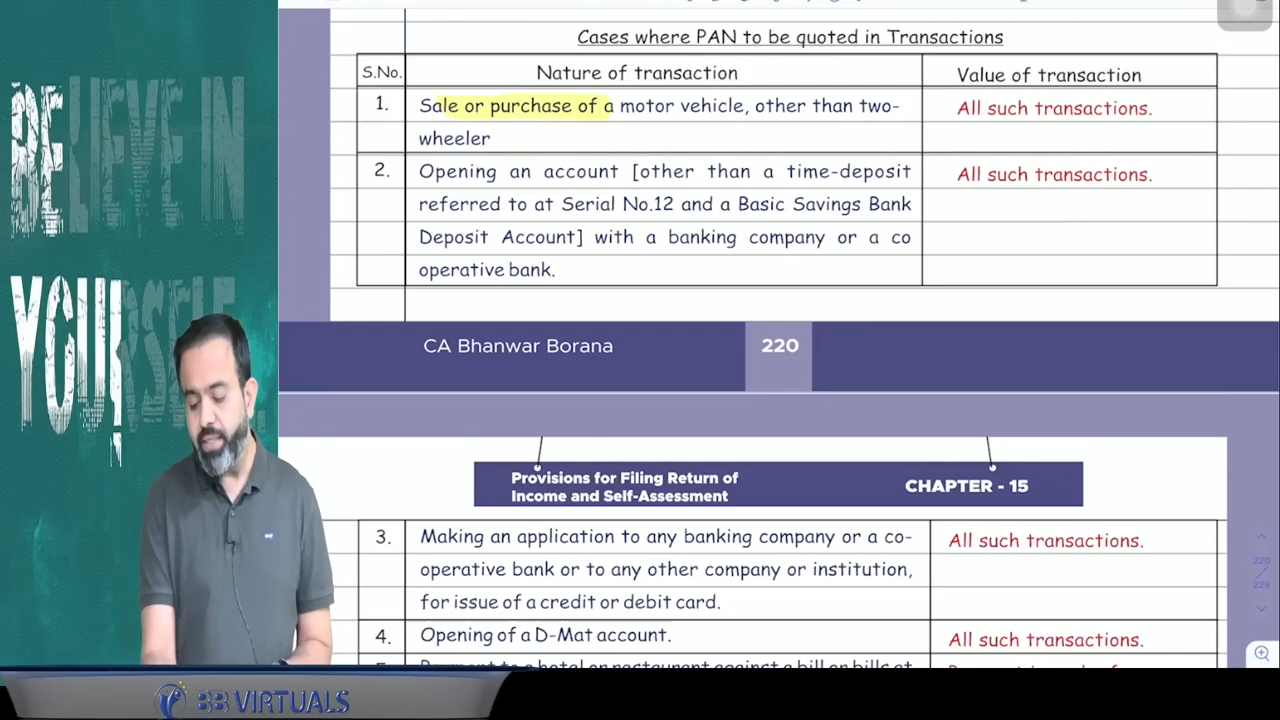 BELIEVE IN
YOURSELF.
Cases where PAN to be quoted in Transactions
S.No. Nature of transaction Value of transaction
1. Sale or purchase of a motor vehicle, other than two- All such transactions.
wheeler
2. Opening an account [other than a time-deposit All such transactions.
referred to at Serial No.12 and a Basic Savings Bank
Deposit Account] with a banking company or a co
operative bank.
CA Bhanwar Borana 220
Provisions for Filing Return of
Income and Self-Assessment CHAPTER - 15
3. Making an application to any banking company or a co- All such transactions.
operative bank or to any other company or institution,
for issue of a credit or debit card.
4. Opening of a D-Mat account. All such transactions.
220
228
BB VIRTUALS